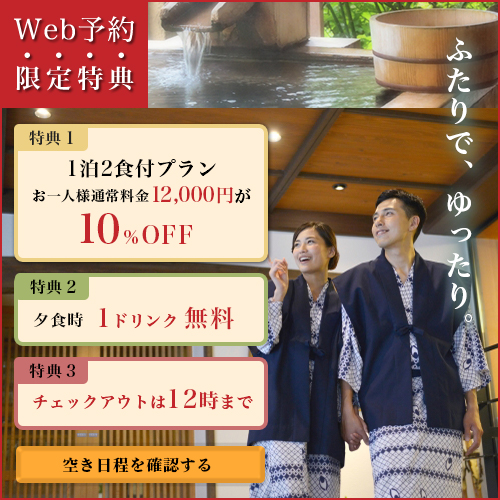 Web予約
限定特典
ふたりで、ゆったり。
特典1
1泊2食付プラン
お一人様通常料金12,000円が
10%OFF
特典2
夕食時 1ドリンク 無料
特典3
チェックアウトは12時まで
空き日程を確認する